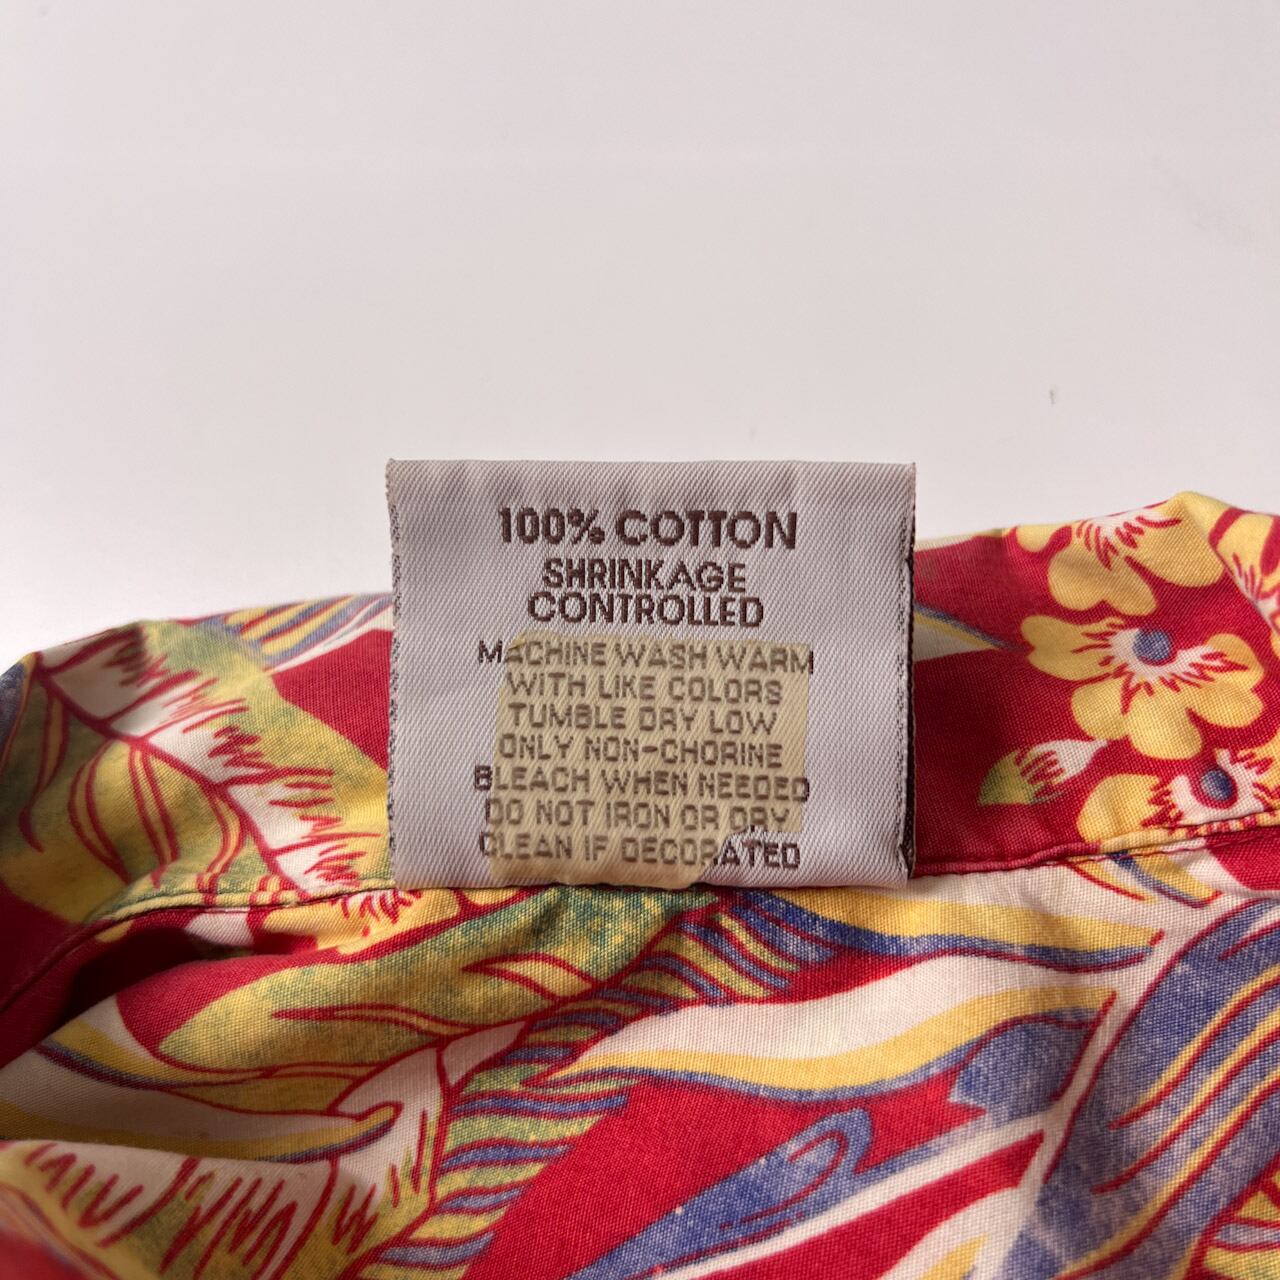 100% COTTON
SHRINKAGE
CONTROLLED
MACHINE WASH WARM
WITH LIKE COLORS
TUMBLE DRY LOW
ONLY NON-CHORINE
BLEACH WHEN NEEDED
DO NOT IRON OR DRY
CLEAN IF DECORATED